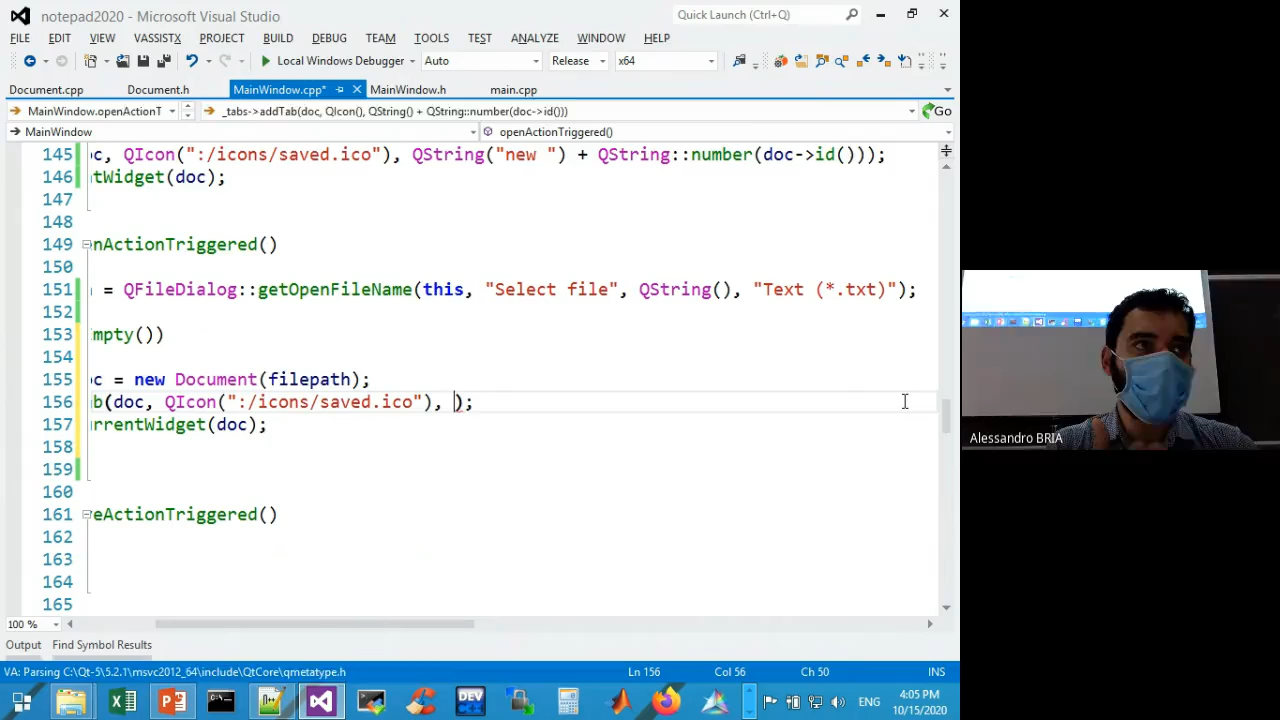 notepad2020 - Microsoft Visual Studio
Quick Launch (Ctrl+Q)
FILE EDIT VIEW VASSISTX PROJECT BUILD DEBUG TEAM TOOLS TEST ANALYZE WINDOW HELP
Local Windows Debugger Auto Release x64
Document.cpp Document.h MainWindow.cpp* MainWindow.h main.cpp
MainWindow.openActionT _tabs->addTab(doc, QIcon(), QString() + QString::number(doc->id())) Go
MainWindow openActionTriggered()
145 oc, QIcon(":/icons/saved.ico"), QString("new ") + QString::number(doc->id()));
146 ntWidget(doc);
147
148
149 nActionTriggered()
150
151 = QFileDialog::getOpenFileName(this, "Select file", QString(), "Text (*.txt)");
152
153 mpty())
154
155 oc = new Document(filepath);
156 b(doc, QIcon(":/icons/saved.ico"), );
157 urrentWidget(doc);
158
159
160
161 eActionTriggered()
162
163
164
165
100 %
Output Find Symbol Results
VA: Parsing C:\Qt-5\5.2.1\msvc2012_64\include\QtCore\qmetatype.h Ln 156 Col 56 Ch 50 INS
DEV C++
ENG
4:05 PM
10/15/2020
Alessandro BRIA